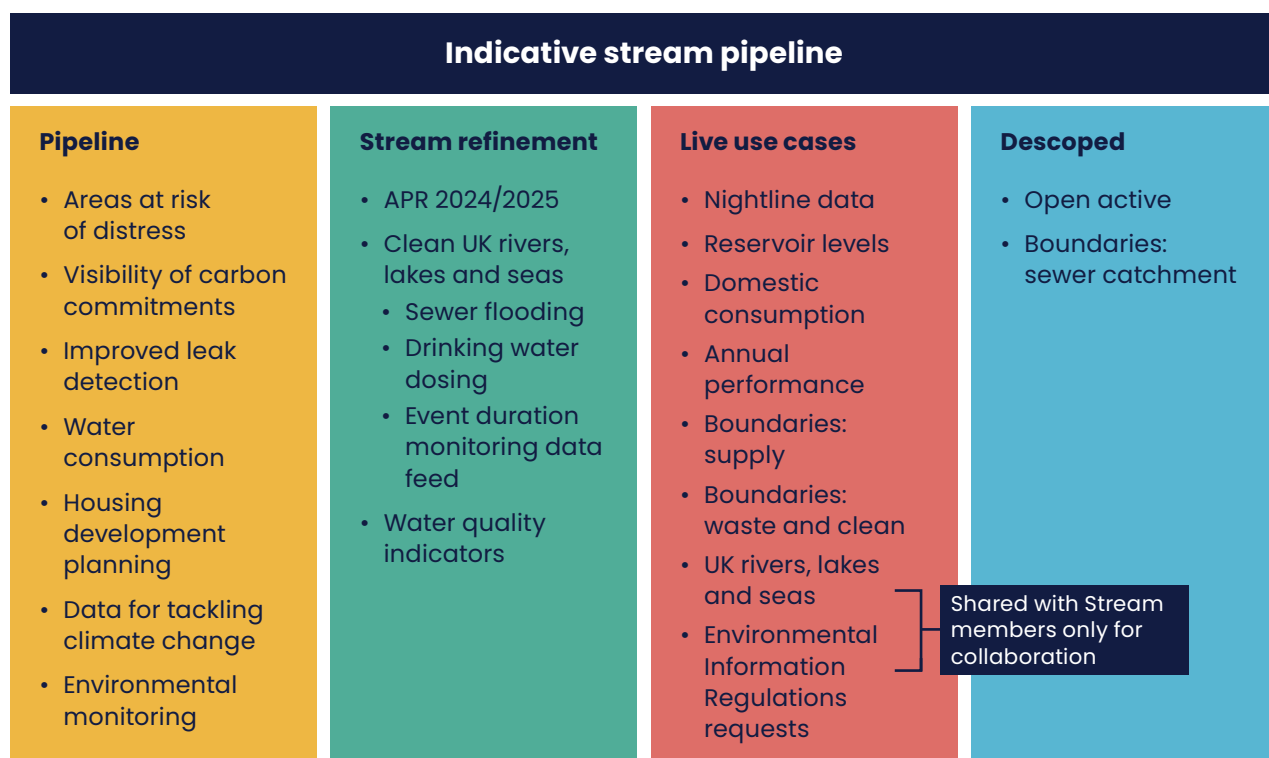 Indicative stream pipeline
Pipeline
• Areas at risk
of distress
• Visibility of carbon
commitments
• Improved leak
detection
• Water
consumption
• Housing
development
planning
• Data for tackling
climate change
• Environmental
monitoring
Stream refinement
• APR 2024/2025
• Clean UK rivers,
lakes and seas
• Sewer flooding
• Drinking water
dosing
• Event duration
monitoring data
feed
• Water quality
indicators
Live use cases
• Nightline data
• Reservoir levels
• Domestic
consumption
• Annual
performance
• Boundaries:
supply
• Boundaries:
waste and clean
• UK rivers, lakes
and seas
• Environmental
Information
Regulations
requests
Shared with Stream
members only for
collaboration
Descoped
• Open active
• Boundaries:
sewer catchment